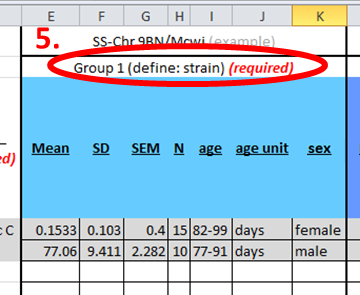 E F G H I J K
5. SS-Chr 9BN/Mcwi (example)
Group 1 (define: strain) (required)
ed) Mean SD SEM N age age unit sex
c C 0.1533 0.103 0.4 15 82-99 days female
77.06 9.411 2.282 10 77-91 days male